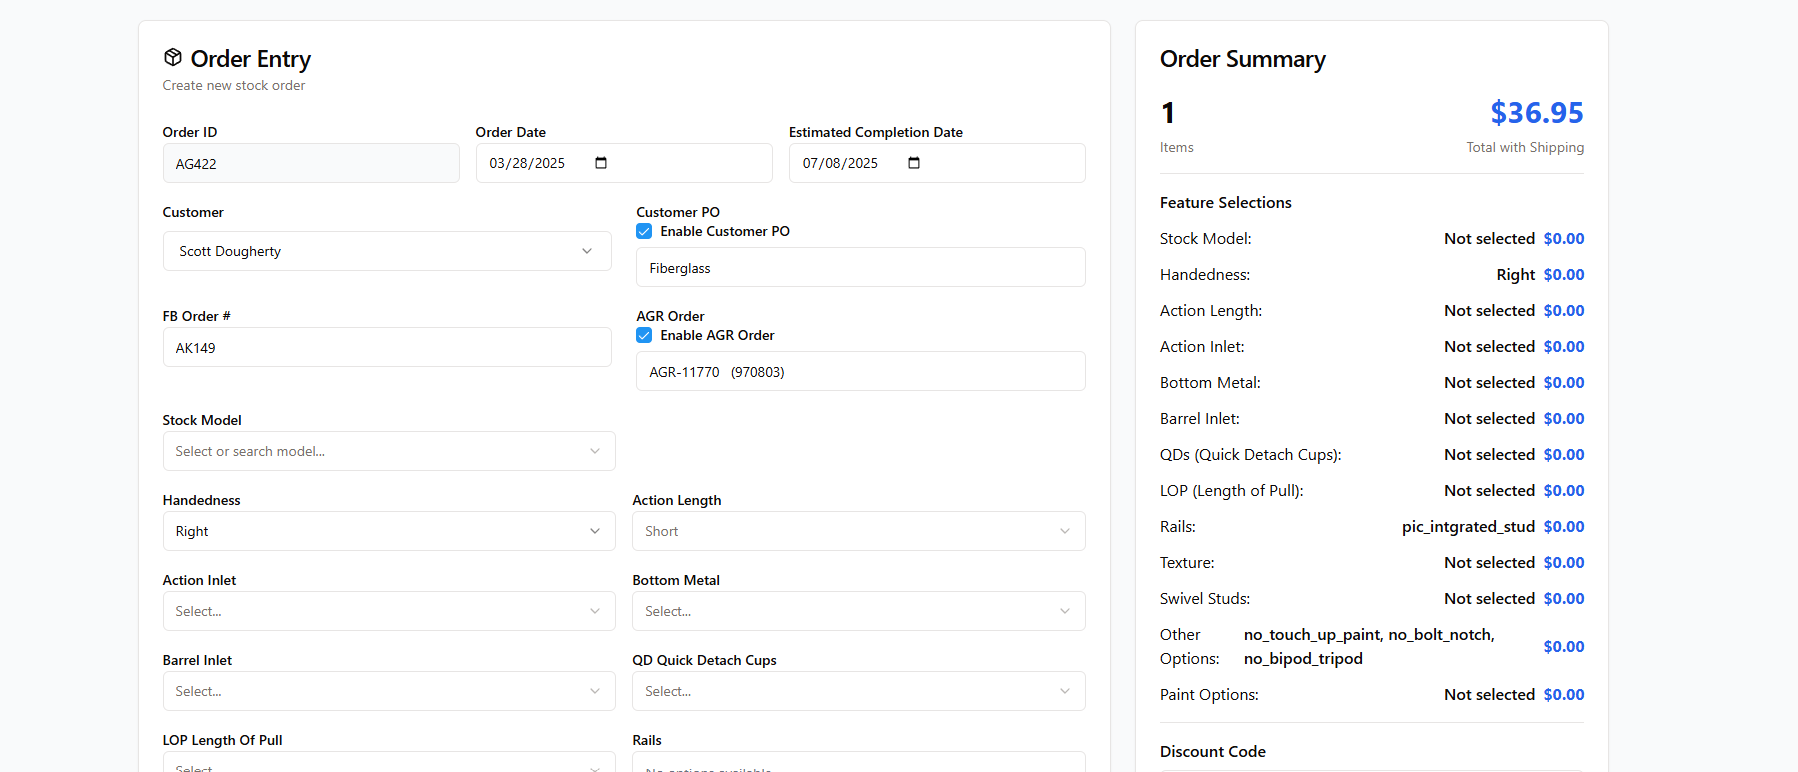 Order Entry
Create new stock order
Order ID
Order Date
Estimated Completion Date
AG422
03/28/2025
07/08/2025
Customer
Customer PO
Enable Customer PO
Scott Dougherty
Fiberglass
FB Order #
AGR Order
Enable AGR Order
AK149
AGR-11770 (970803)
Stock Model
Select or search model...
Handedness
Action Length
Right
Short
Action Inlet
Bottom Metal
Select...
Select...
Barrel Inlet
QD Quick Detach Cups
Select...
Select...
LOP Length Of Pull
Rails
Select...
No options available
Order Summary
1
$36.95
Items
Total with Shipping
Feature Selections
Stock Model: Not selected $0.00
Handedness: Right $0.00
Action Length: Not selected $0.00
Action Inlet: Not selected $0.00
Bottom Metal: Not selected $0.00
Barrel Inlet: Not selected $0.00
QDs (Quick Detach Cups): Not selected $0.00
LOP (Length of Pull): Not selected $0.00
Rails: pic_intgrated_stud $0.00
Texture: Not selected $0.00
Swivel Studs: Not selected $0.00
Other Options: no_touch_up_paint, no_bolt_notch,
no_bipod_tripod $0.00
Paint Options: Not selected $0.00
Discount Code